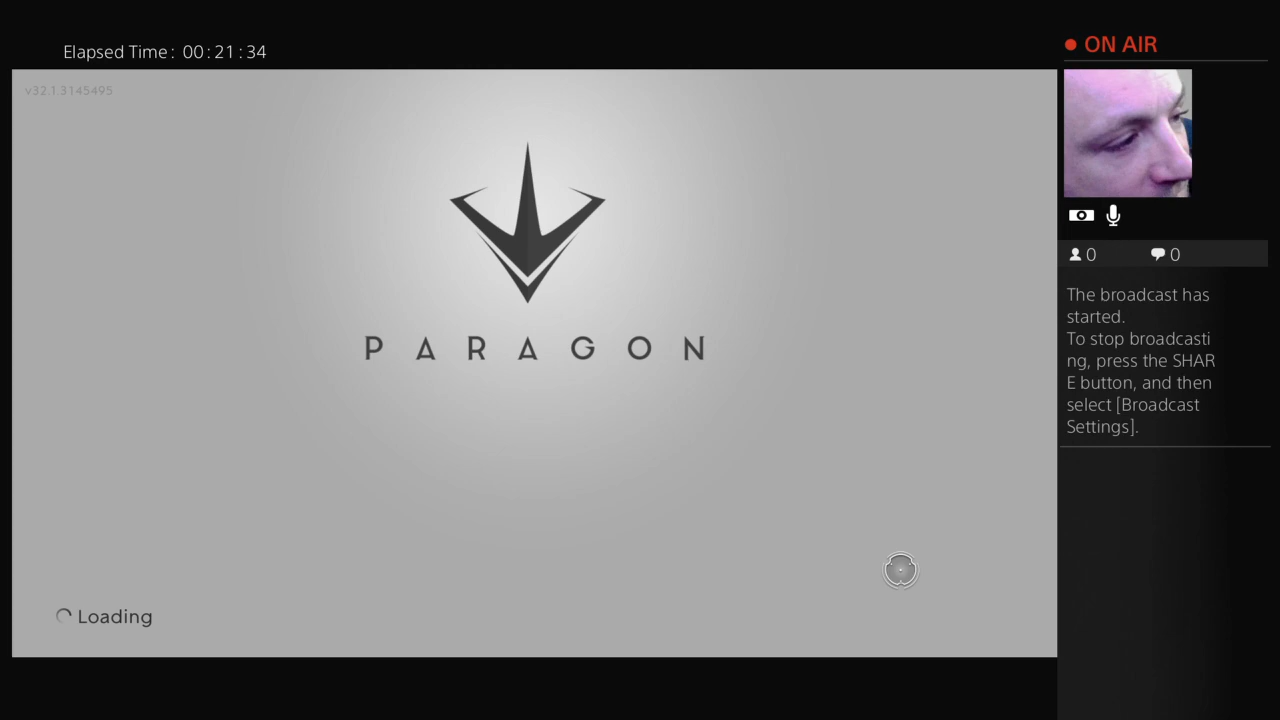 Elapsed Time: 00:21:34
ON AIR
v32.1.3145495
PARAGON
Loading
0 0
The broadcast has
started.
To stop broadcasti
ng, press the SHAR
E button, and then
select [Broadcast
Settings].